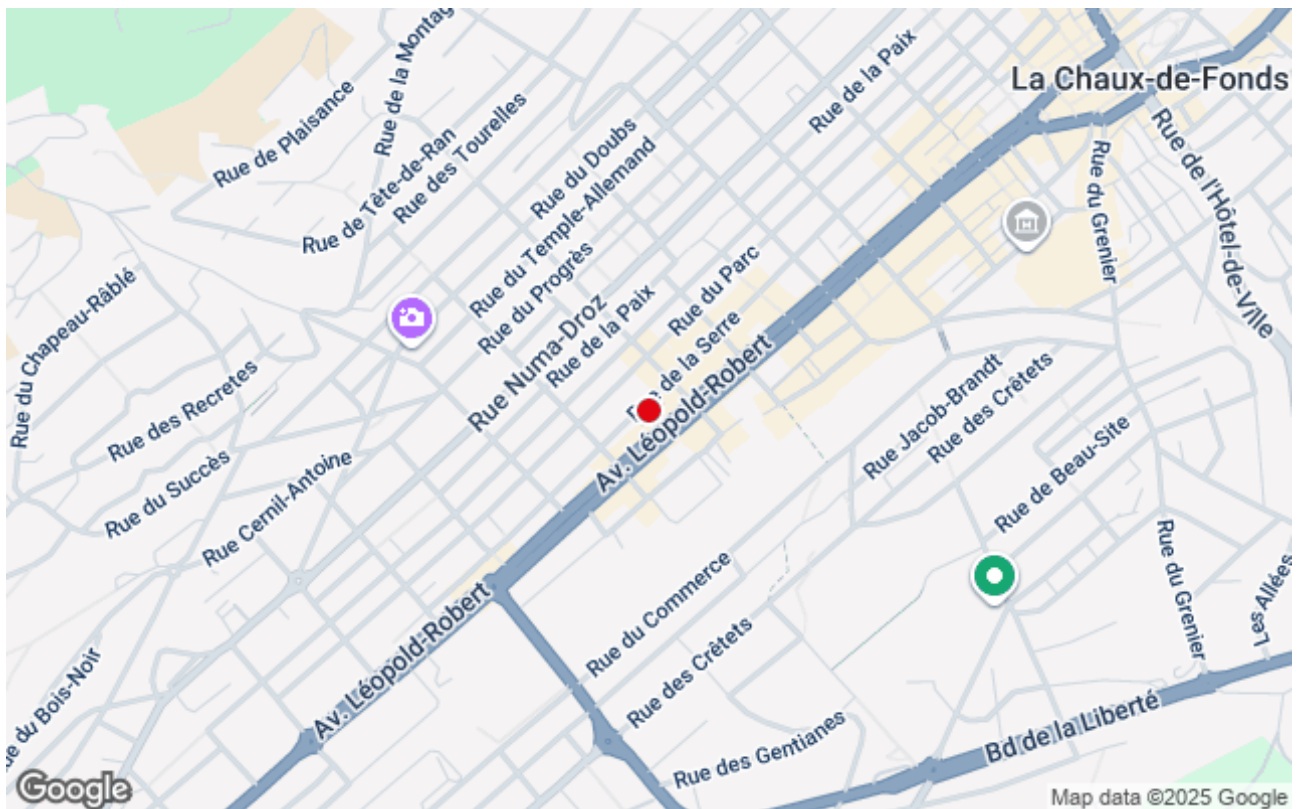 Rue de la Montag
La Chaux-de-Fonds
Rue de la Paix
Rue de Plaisance
Rue des Tourelles
Rue de Tête-de-Ran
Rue du Doubs
Rue du Temple-Allemand
Rue du Grenier
Rue de l'Hôtel-de-Ville
Rue du Progrès
Rue du Parc
Rue du Chapeau-Râblé
Rue Numa-Droz
Rue de la Paix
de la Serre
Av. Léopold-Robert
Rue des Recretes
Rue Jacob-Brandt
Rue des Crêtets
Rue du Succès
Rue Cernil-Antoine
Rue de Beau-Site
Rue du Grenier
Les Allées
Rue du Commerce
Av. Léopold-Robert
Rue des Crêtets
e du Bois-Noir
Rue des Gentianes
Bd de la Liberté
Google
Map data ©2025 Google